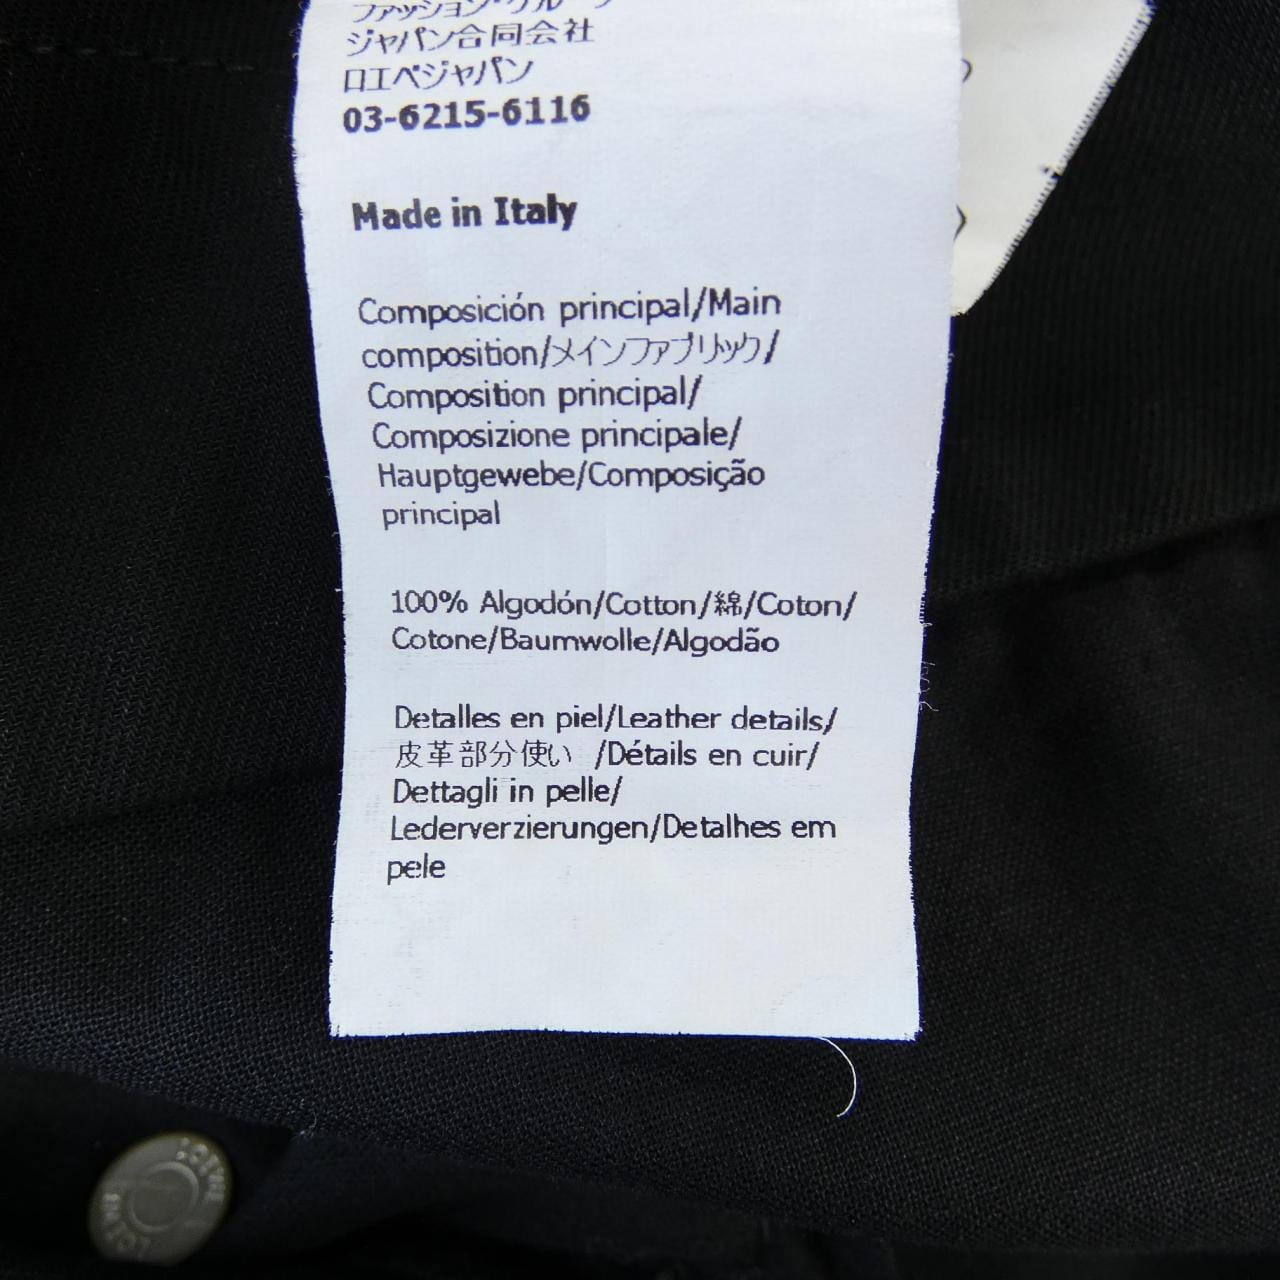 ファッション・グループ
ジャパン合同会社
ロエベジャパン
03-6215-6116
Made in Italy
Composición principal/Main
composition/メインファブリック/
Composition principal/
Composizione principale/
Hauptgewebe/Composição
principal
100% Algodón/Cotton/綿/Coton/
Cotone/Baumwolle/Algodão
Detalles en piel/Leather details/
皮革部分使い /Détails en cuir/
Dettagli in pelle/
Lederverzierungen/Detalhes em
pele
LOEWE